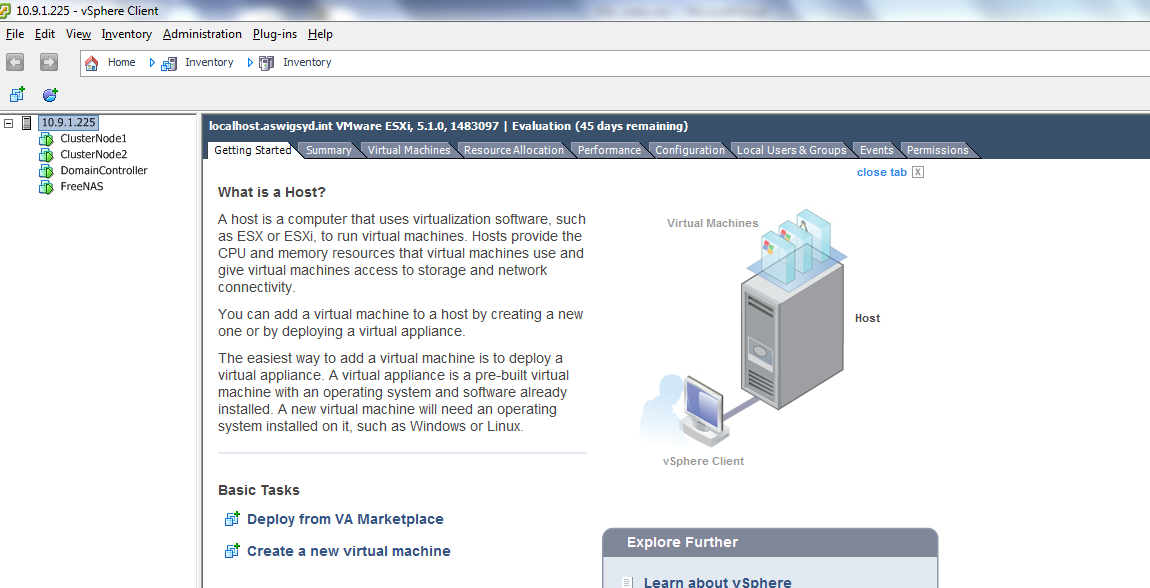 10.9.1.225 - vSphere Client
File Edit View Inventory Administration Plug-ins Help
Home Inventory Inventory
10.9.1.225
ClusterNode1
ClusterNode2
DomainController
FreeNAS
localhost.aswigsyd.int VMware ESXi, 5.1.0, 1483097 | Evaluation (45 days remaining)
Getting Started Summary Virtual Machines Resource Allocation Performance Configuration Local Users & Groups Events Permissions
close tab X
What is a Host?
A host is a computer that uses virtualization software, such
as ESX or ESXi, to run virtual machines. Hosts provide the
CPU and memory resources that virtual machines use and
give virtual machines access to storage and network
connectivity.
You can add a virtual machine to a host by creating a new
one or by deploying a virtual appliance.
The easiest way to add a virtual machine is to deploy a
virtual appliance. A virtual appliance is a pre-built virtual
machine with an operating system and software already
installed. A new virtual machine will need an operating
system installed on it, such as Windows or Linux.
Virtual Machines
Host
vSphere Client
Basic Tasks
Deploy from VA Marketplace
Create a new virtual machine
Explore Further
Learn about vSphere